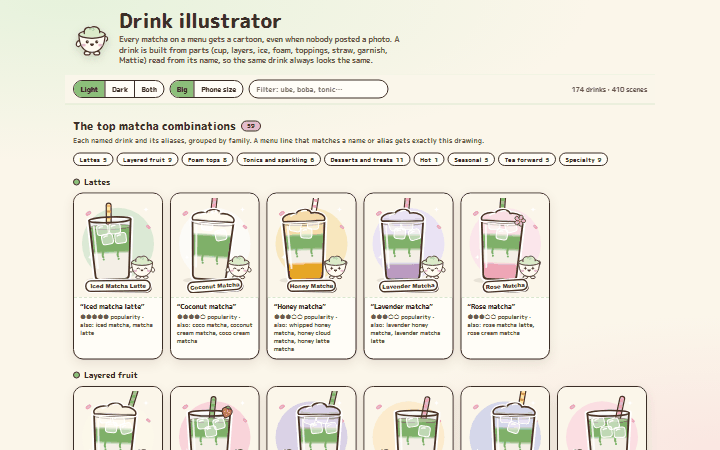 Drink illustrator
Every matcha on a menu gets a cartoon, even when nobody posted a photo. A
drink is built from parts (cup, layers, ice, foam, toppings, straw, garnish,
Mattie) read from its name, so the same drink always looks the same.
Light Dark Both Big Phone size Filter: ube, boba, tonic… 174 drinks · 410 scenes
The top matcha combinations 59
Each named drink and its aliases, grouped by family. A menu line that matches a name or alias gets exactly this drawing.
Lattes 5 Layered fruit 9 Foam tops 8 Tonics and sparkling 6 Desserts and treats 11 Hot 1 Seasonal 5 Tea forward 5 Specialty 9
Lattes
Iced Matcha Latte
Coconut Matcha
Honey Matcha
Lavender Matcha
Rose Matcha
"Iced matcha latte"
popularity ·
also: iced matcha, matcha
latte
"Coconut matcha"
popularity ·
also: coco matcha, coconut
cream matcha, coco cream
matcha
"Honey matcha"
popularity ·
also: whipped honey
matcha, honey cloud
matcha, honey latte
matcha
"Lavender matcha"
popularity ·
also: lavender honey
matcha, lavender matcha
latte
"Rose matcha"
popularity ·
also: rose matcha latte,
rose cream matcha
Layered fruit